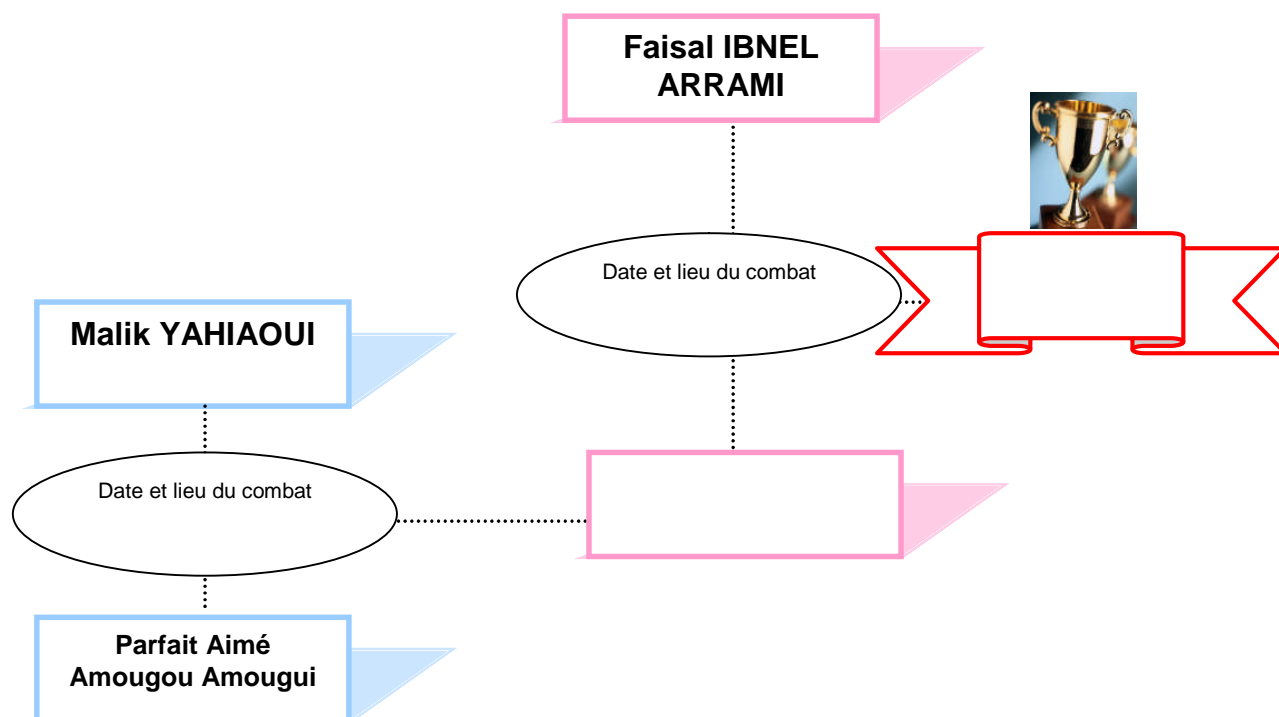 Faisal IBNEL
ARRAMI
Date et lieu du combat
Malik YAHIAOUI
Date et lieu du combat
Parfait Aimé
Amougou Amougui